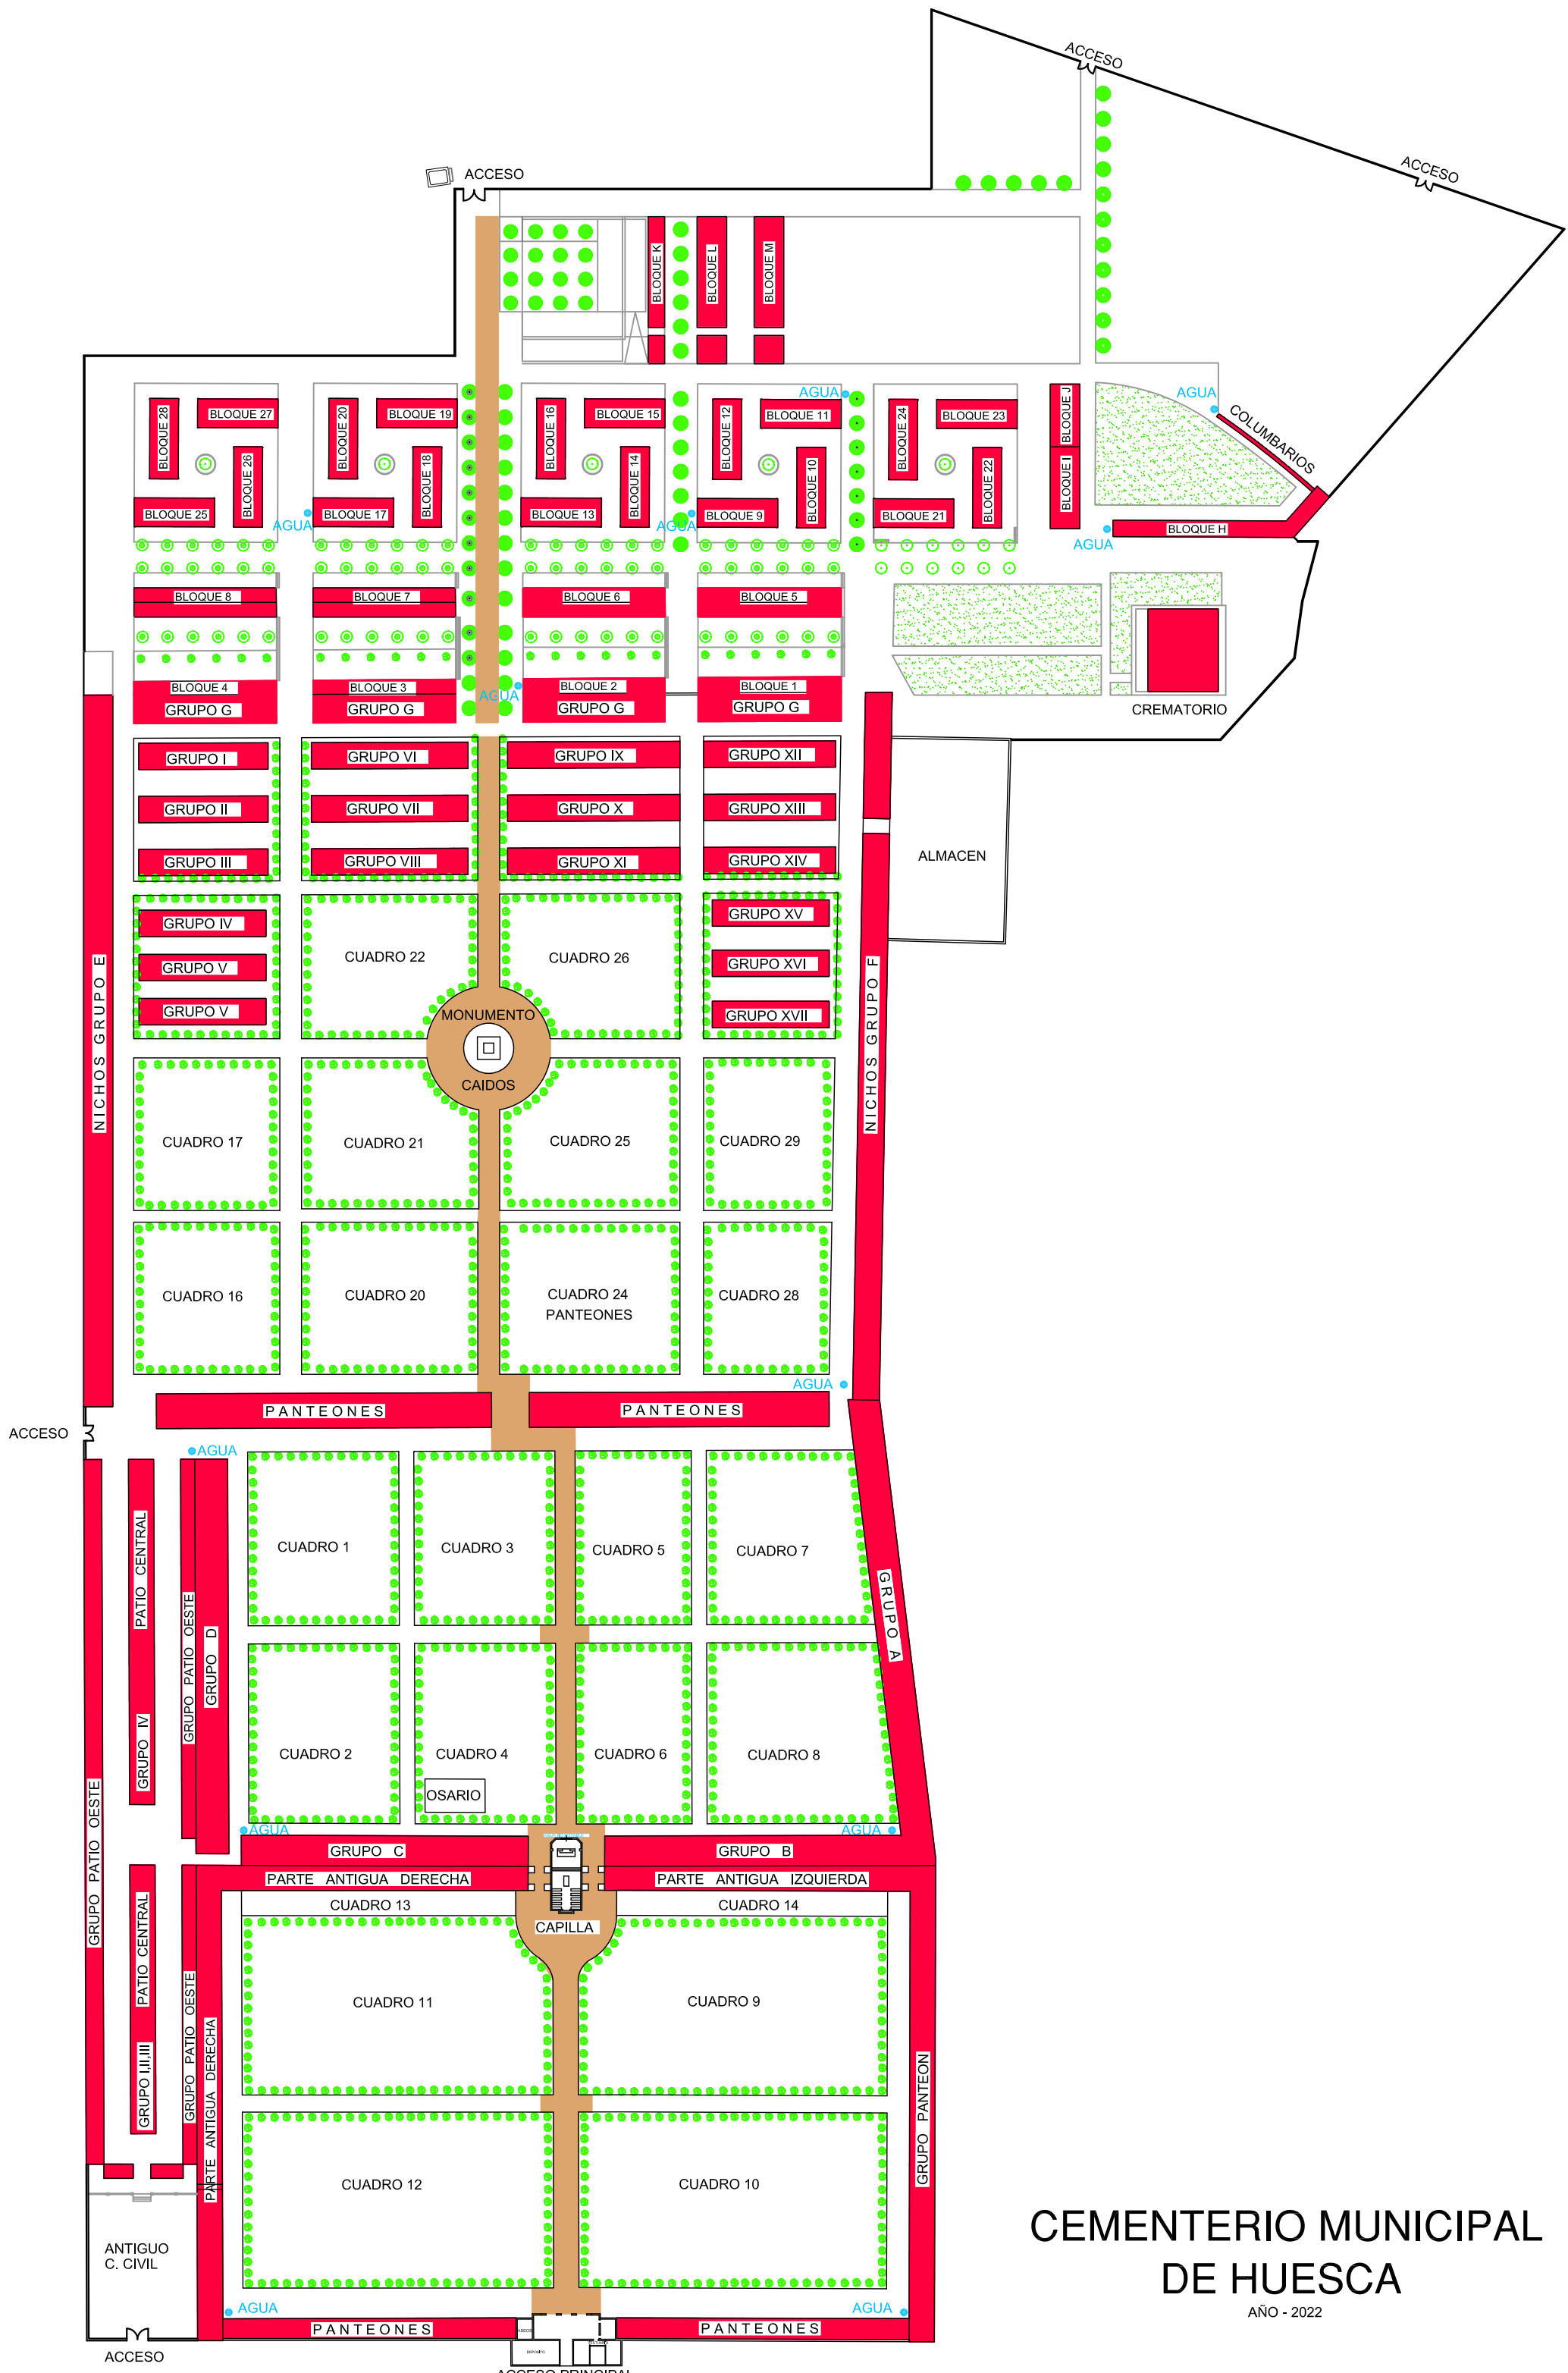 ACCESO
ACCESO
ACCESO
BLOQUE K
BLOQUE L
BLOQUE M
BLOQUE 28
BLOQUE 27
BLOQUE 26
BLOQUE 25
BLOQUE 20
BLOQUE 19
BLOQUE 18
BLOQUE 17
BLOQUE 16
BLOQUE 15
BLOQUE 14
BLOQUE 13
BLOQUE 12
BLOQUE 11
BLOQUE 10
BLOQUE 9
BLOQUE 24
BLOQUE 23
BLOQUE 22
BLOQUE 21
BLOQUE J
BLOQUE I
AGUA
AGUA
COLUMBARIOS
AGUA
AGUA
AGUA
BLOQUE H
BLOQUE 8
BLOQUE 7
BLOQUE 6
BLOQUE 5
BLOQUE 4
GRUPO G
BLOQUE 3
GRUPO G
AGUA
BLOQUE 2
GRUPO G
BLOQUE 1
GRUPO G
CREMATORIO
GRUPO I
GRUPO VI
GRUPO IX
GRUPO XII
GRUPO II
GRUPO VII
GRUPO X
GRUPO XIII
GRUPO III
GRUPO VIII
GRUPO XI
GRUPO XIV
ALMACEN
GRUPO IV
GRUPO V
GRUPO V
CUADRO 22
CUADRO 26
GRUPO XV
GRUPO XVI
GRUPO XVII
NICHOS GRUPO E
NICHOS GRUPO F
MONUMENTO
CAIDOS
CUADRO 17
CUADRO 21
CUADRO 25
CUADRO 29
CUADRO 16
CUADRO 20
CUADRO 24
PANTEONES
CUADRO 28
AGUA
PANTEONES
PANTEONES
ACCESO
AGUA
PATIO CENTRAL
GRUPO IV
GRUPO PATIO OESTE
GRUPO D
CUADRO 1
CUADRO 3
CUADRO 5
CUADRO 7
GRUPO A
CUADRO 2
CUADRO 4
CUADRO 6
CUADRO 8
OSARIO
GRUPO PATIO OESTE
AGUA
AGUA
GRUPO C
GRUPO B
PARTE ANTIGUA DERECHA
PARTE ANTIGUA IZQUIERDA
CUADRO 13
CUADRO 14
CAPILLA
PATIO CENTRAL
GRUPO I,II,III
GRUPO PATIO OESTE
PARTE ANTIGUA DERECHA
CUADRO 11
CUADRO 9
GRUPO PANTEON
CUADRO 12
CUADRO 10
ANTIGUO
C. CIVIL
AGUA
AGUA
PANTEONES
PANTEONES
ACCESO
ACCESO PRINCIPAL
CEMENTERIO MUNICIPAL
DE HUESCA
AÑO - 2022